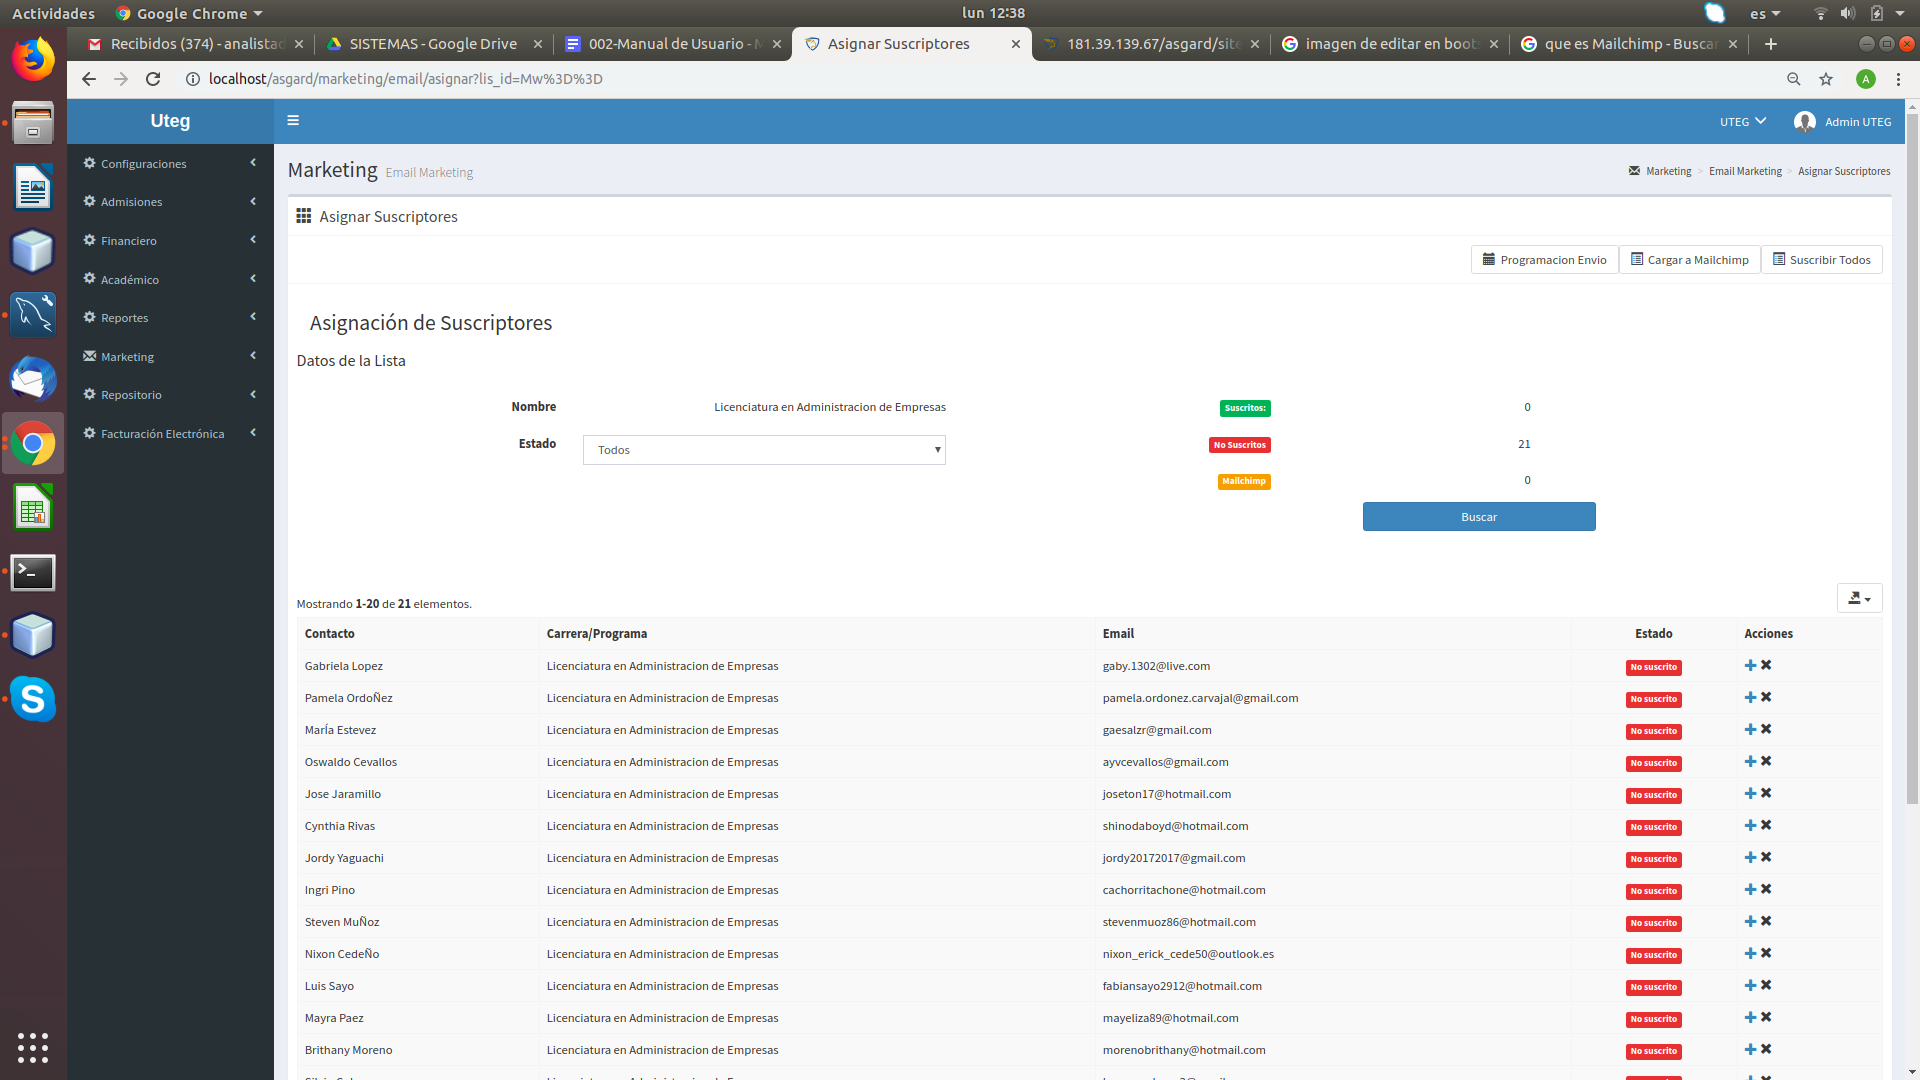 Actividades Google Chrome lun 12:38 es
Recibidos (374) - analistad SISTEMAS - Google Drive 002-Manual de Usuario - M Asignar Suscriptores 181.39.139.67/asgard/site imagen de editar en boots que es Mailchimp - Buscar
localhost/asgard/marketing/email/asignar?lis_id=Mw%3D%3D A
Uteg UTEG Admin UTEG
Configuraciones
Admisiones
Financiero
Académico
Reportes
Marketing
Repositorio
Facturación Electrónica
Marketing Email Marketing Marketing > Email Marketing > Asignar Suscriptores
Asignar Suscriptores
Programacion Envio Cargar a Mailchimp Suscribir Todos
Asignación de Suscriptores
Datos de la Lista
Nombre Licenciatura en Administracion de Empresas Suscritos: 0
Estado Todos No Suscritos 21
Mailchimp 0
Buscar
Mostrando 1-20 de 21 elementos.
Contacto Carrera/Programa Email Estado Acciones
Gabriela Lopez Licenciatura en Administracion de Empresas gaby.1302@live.com No suscrito
Pamela OrdoÑez Licenciatura en Administracion de Empresas pamela.ordonez.carvajal@gmail.com No suscrito
MarÍa Estevez Licenciatura en Administracion de Empresas gaesalzr@gmail.com No suscrito
Oswaldo Cevallos Licenciatura en Administracion de Empresas ayvcevallos@gmail.com No suscrito
Jose Jaramillo Licenciatura en Administracion de Empresas joseton17@hotmail.com No suscrito
Cynthia Rivas Licenciatura en Administracion de Empresas shinodaboyd@hotmail.com No suscrito
Jordy Yaguachi Licenciatura en Administracion de Empresas jordy20172017@gmail.com No suscrito
Ingri Pino Licenciatura en Administracion de Empresas cachorritachone@hotmail.com No suscrito
Steven MuÑoz Licenciatura en Administracion de Empresas stevenmuoz86@hotmail.com No suscrito
Nixon CedeÑo Licenciatura en Administracion de Empresas nixon_erick_cede50@outlook.es No suscrito
Luis Sayo Licenciatura en Administracion de Empresas fabiansayo2912@hotmail.com No suscrito
Mayra Paez Licenciatura en Administracion de Empresas mayeliza89@hotmail.com No suscrito
Brithany Moreno Licenciatura en Administracion de Empresas morenobrithany@hotmail.com No suscrito